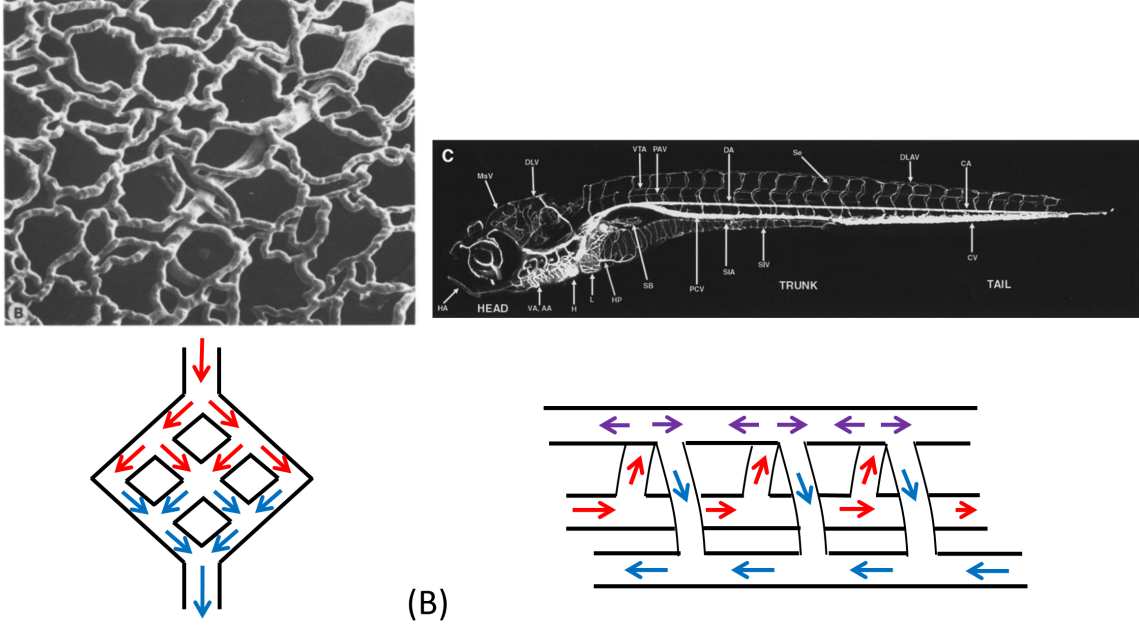 B
C
VTA
PAV
DA
Se
DLAV
CA
DLV
MsV
HA
HEAD
VA, AA
H
L
HP
SB
PCV
SIA
SIV
TRUNK
CV
TAIL
(B)